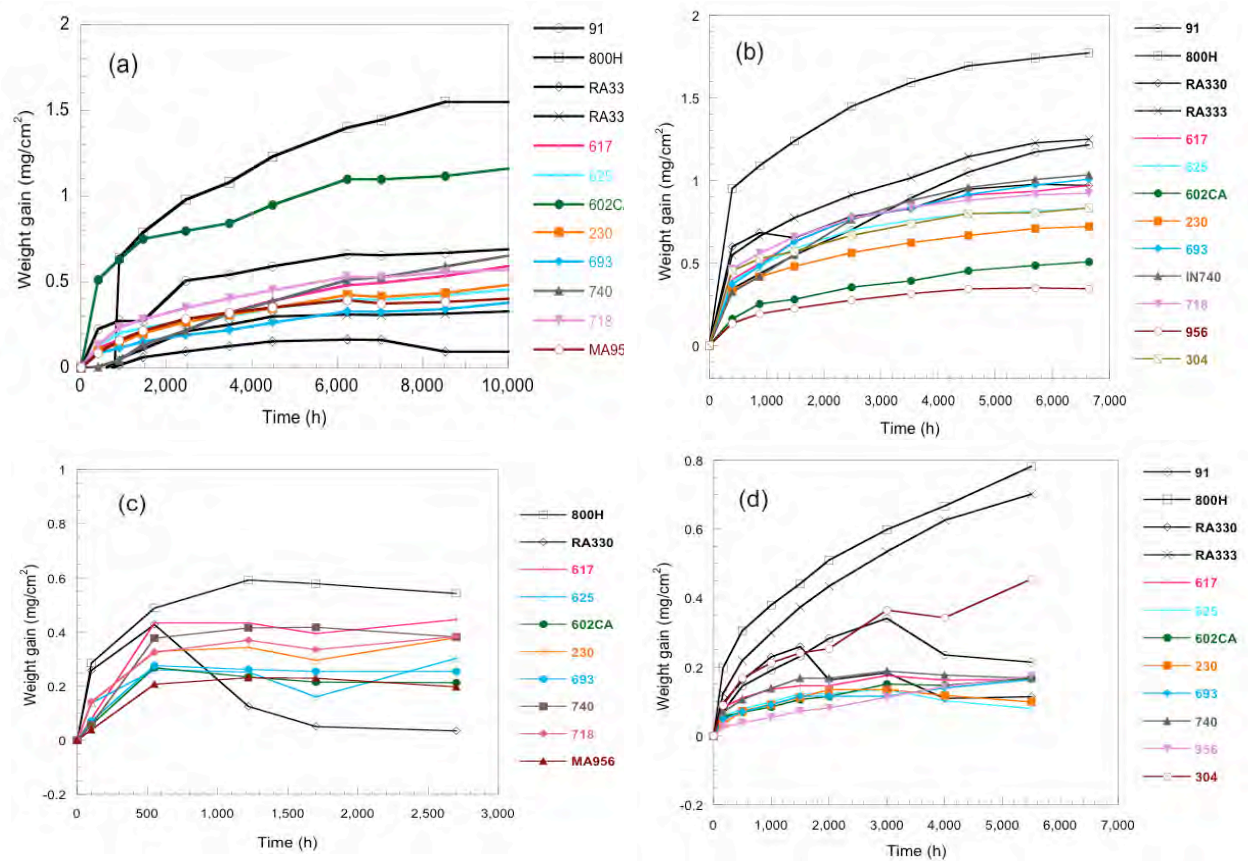 (a)
Weight gain (mg/cm²)
2
1.5
1
0.5
0
0
2,000
4,000
6,000
8,000
10,000
Time (h)
91
800H
RA33
RA33
617
625
602CA
230
693
740
718
MA95
(b)
Weight gain (mg/cm²)
2
1.5
1
0.5
0
0
1,000
2,000
3,000
4,000
5,000
6,000
7,000
Time (h)
91
800H
RA330
RA333
617
625
602CA
230
693
IN740
718
956
304
(c)
Weight gain (mg/cm²)
1
0.8
0.6
0.4
0.2
0
-0.2
0
500
1,000
1,500
2,000
2,500
3,000
Time (h)
800H
RA330
617
625
602CA
230
693
740
718
MA956
(d)
Weight gain (mg/cm²)
0.8
0.6
0.4
0.2
0
-0.2
0
1,000
2,000
3,000
4,000
5,000
6,000
7,000
Time (h)
91
800H
RA330
RA333
617
625
602CA
230
693
740
956
304